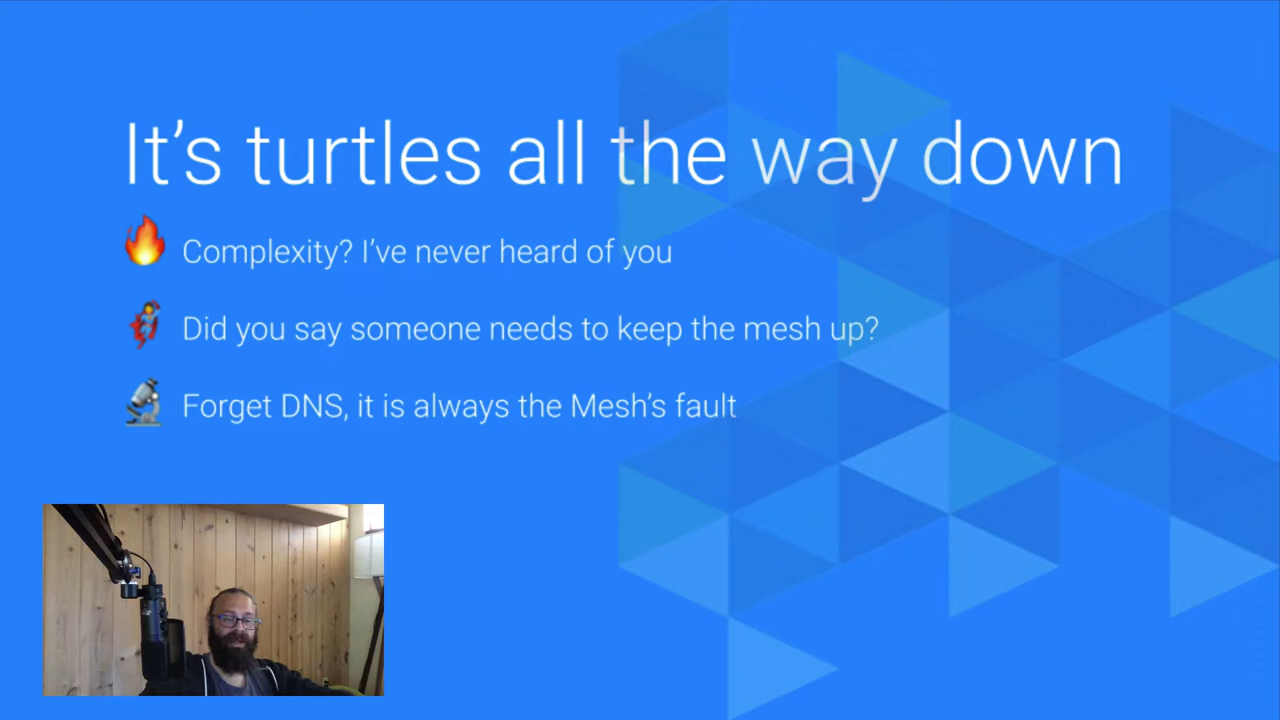 It’s turtles all the way down
Complexity? I’ve never heard of you
Did you say someone needs to keep the mesh up?
Forget DNS, it is always the Mesh’s fault